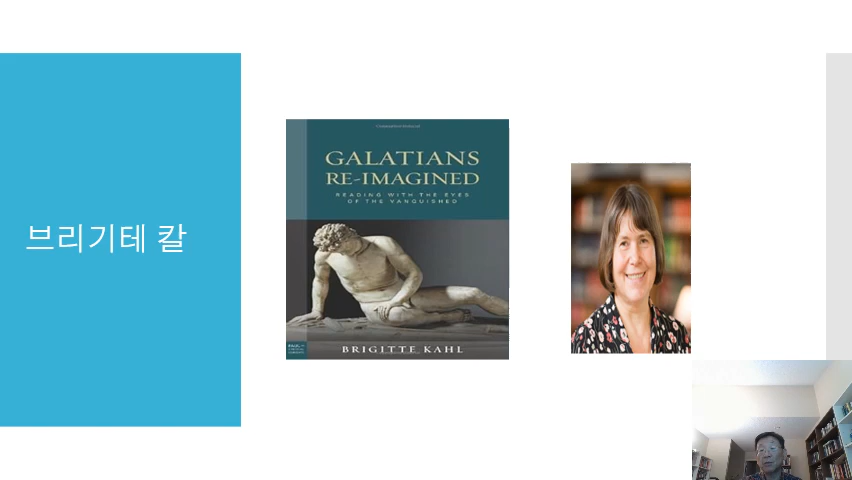 브리기테 칼
GALATIANS
RE-IMAGINED
READING WITH THE EYES
OF THE VANQUISHED
BRIGITTE KAHL